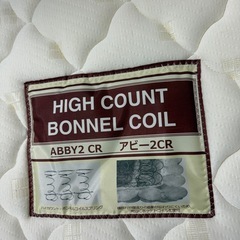 HIGH COUNT
BONNEL COIL
ABBY2 CR アビー2CR